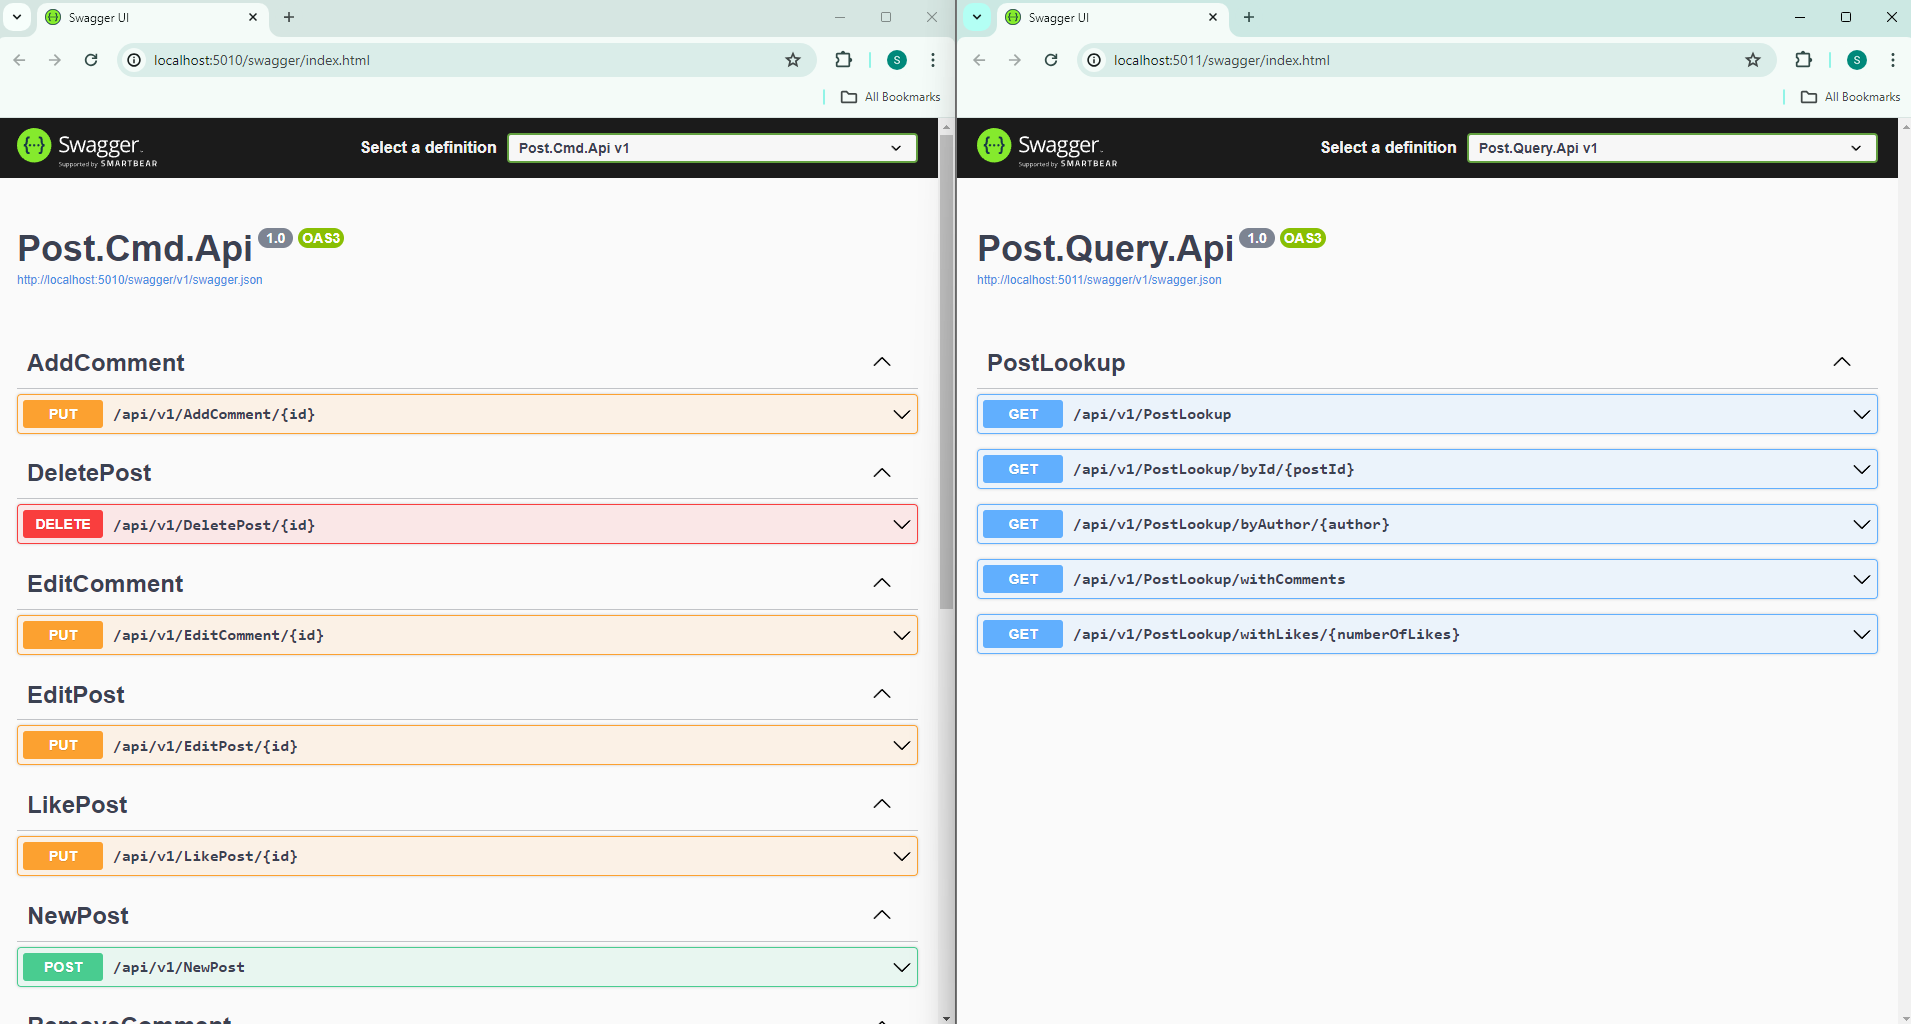 Swagger UI
localhost:5010/swagger/index.html
S
All Bookmarks
Swagger
Supported by SMARTBEAR
Select a definition
Post.Cmd.Api v1
Post.Cmd.Api 1.0 OAS3
http://localhost:5010/swagger/v1/swagger.json
AddComment
PUT /api/v1/AddComment/{id}
DeletePost
DELETE /api/v1/DeletePost/{id}
EditComment
PUT /api/v1/EditComment/{id}
EditPost
PUT /api/v1/EditPost/{id}
LikePost
PUT /api/v1/LikePost/{id}
NewPost
POST /api/v1/NewPost
RemoveComment
Swagger UI
localhost:5011/swagger/index.html
S
All Bookmarks
Swagger
Supported by SMARTBEAR
Select a definition
Post.Query.Api v1
Post.Query.Api 1.0 OAS3
http://localhost:5011/swagger/v1/swagger.json
PostLookup
GET /api/v1/PostLookup
GET /api/v1/PostLookup/byId/{postId}
GET /api/v1/PostLookup/byAuthor/{author}
GET /api/v1/PostLookup/withComments
GET /api/v1/PostLookup/withLikes/{numberOfLikes}